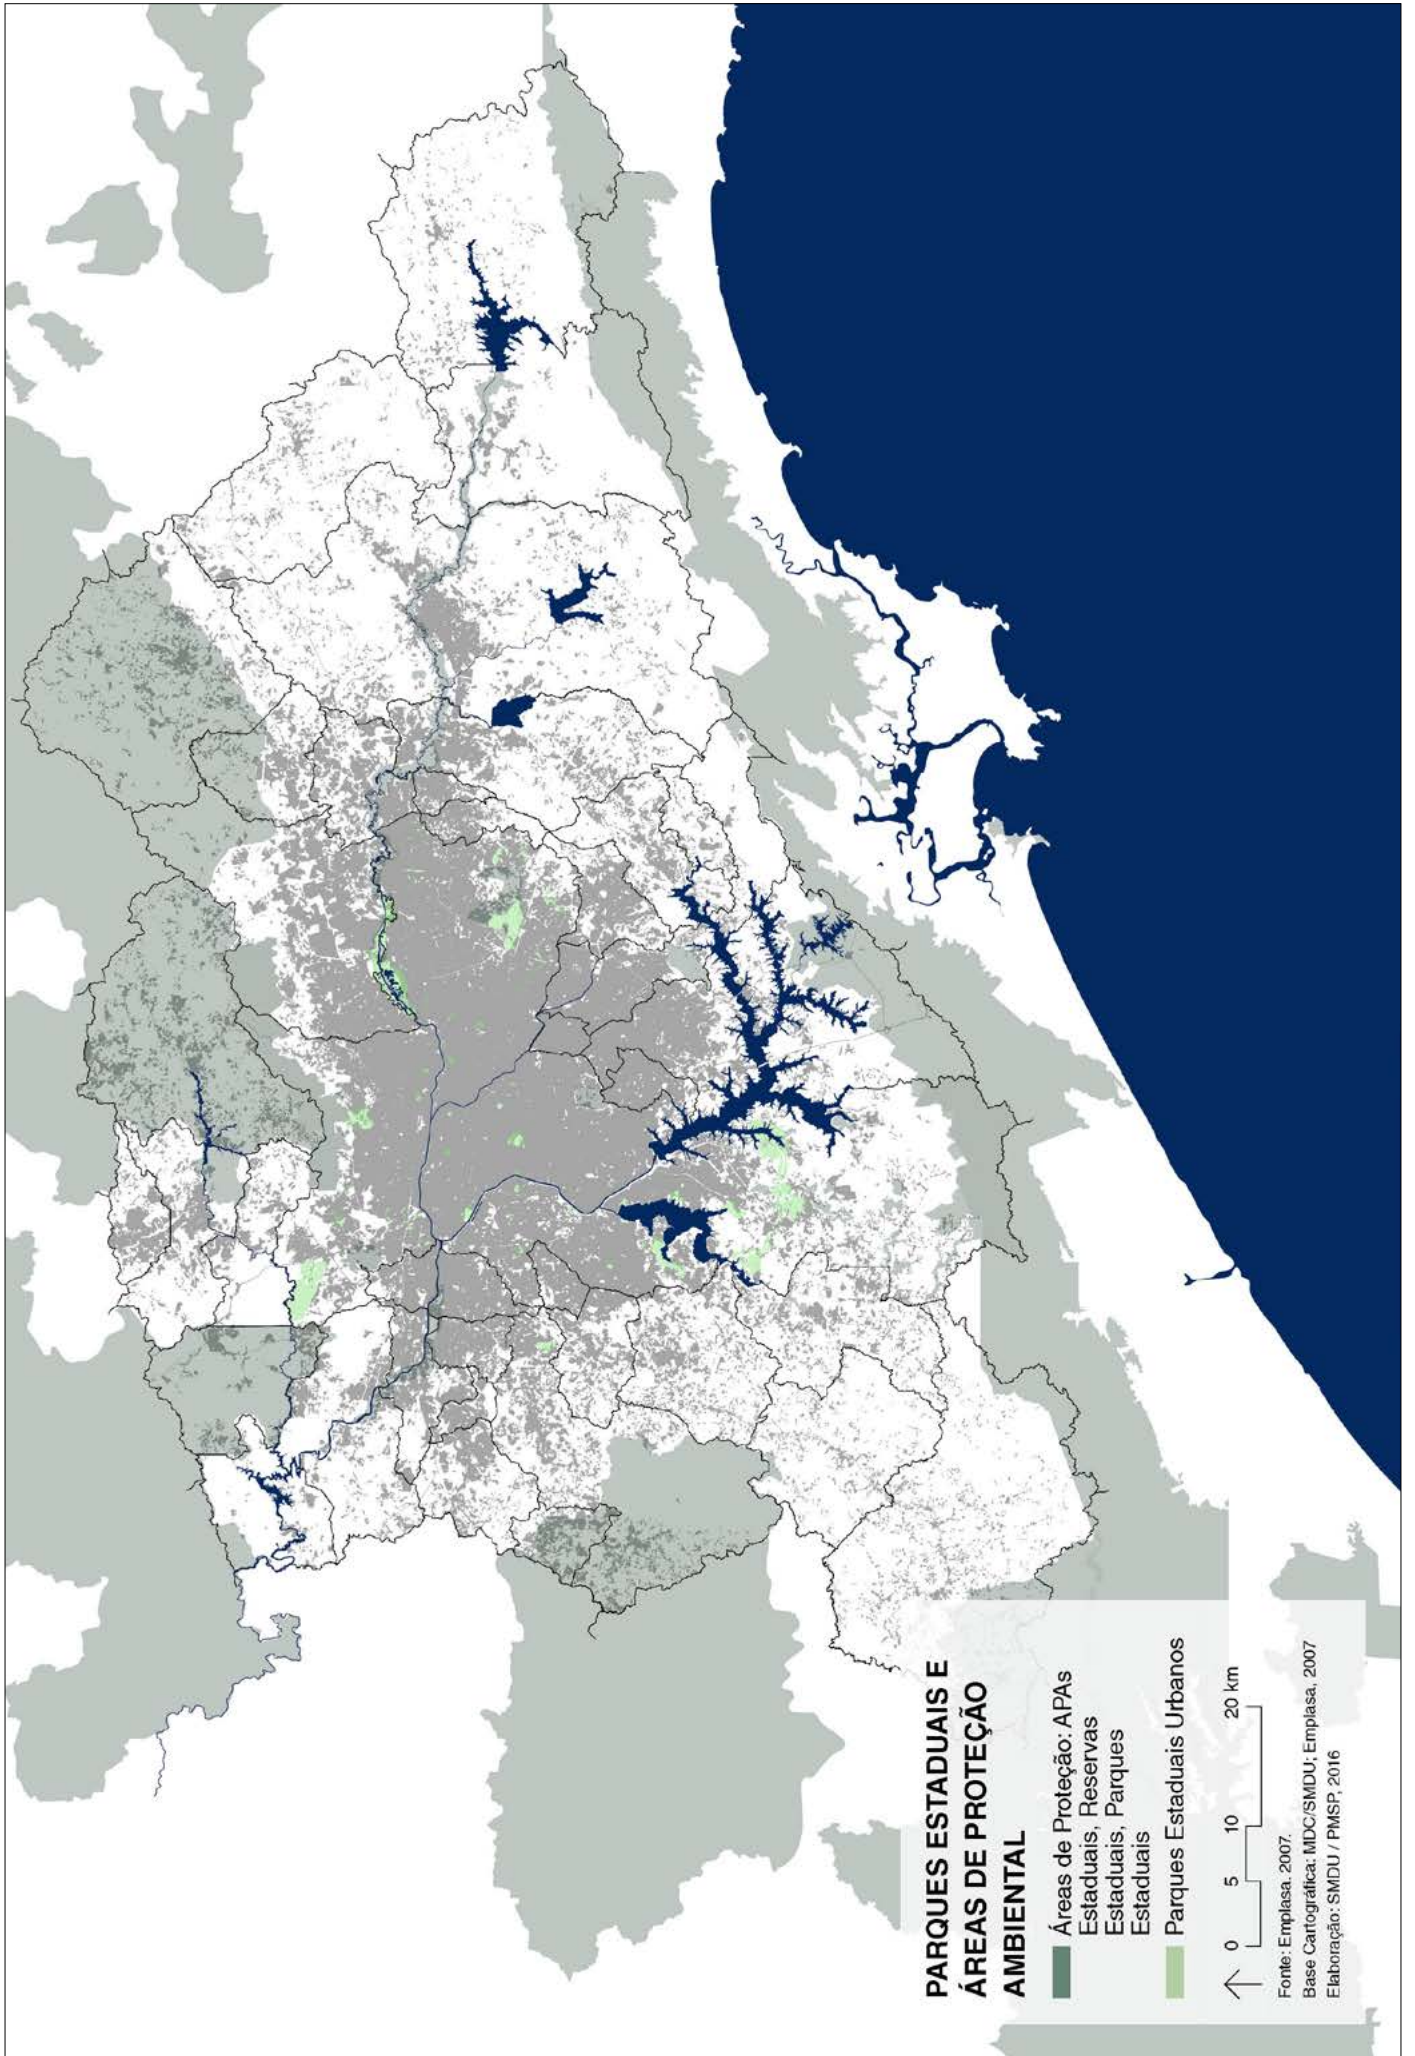 PARQUES ESTADUAIS E
ÁREAS DE PROTEÇÃO
AMBIENTAL
Áreas de Proteção: APAs
Estaduais, Reservas
Estaduais, Parques
Estaduais
Parques Estaduais Urbanos
0 5 10 20 km
Fonte: Emplasa. 2007.
Base Cartográfica: MDC/SMDU; Emplasa, 2007
Elaboração: SMDU / PMSP, 2016